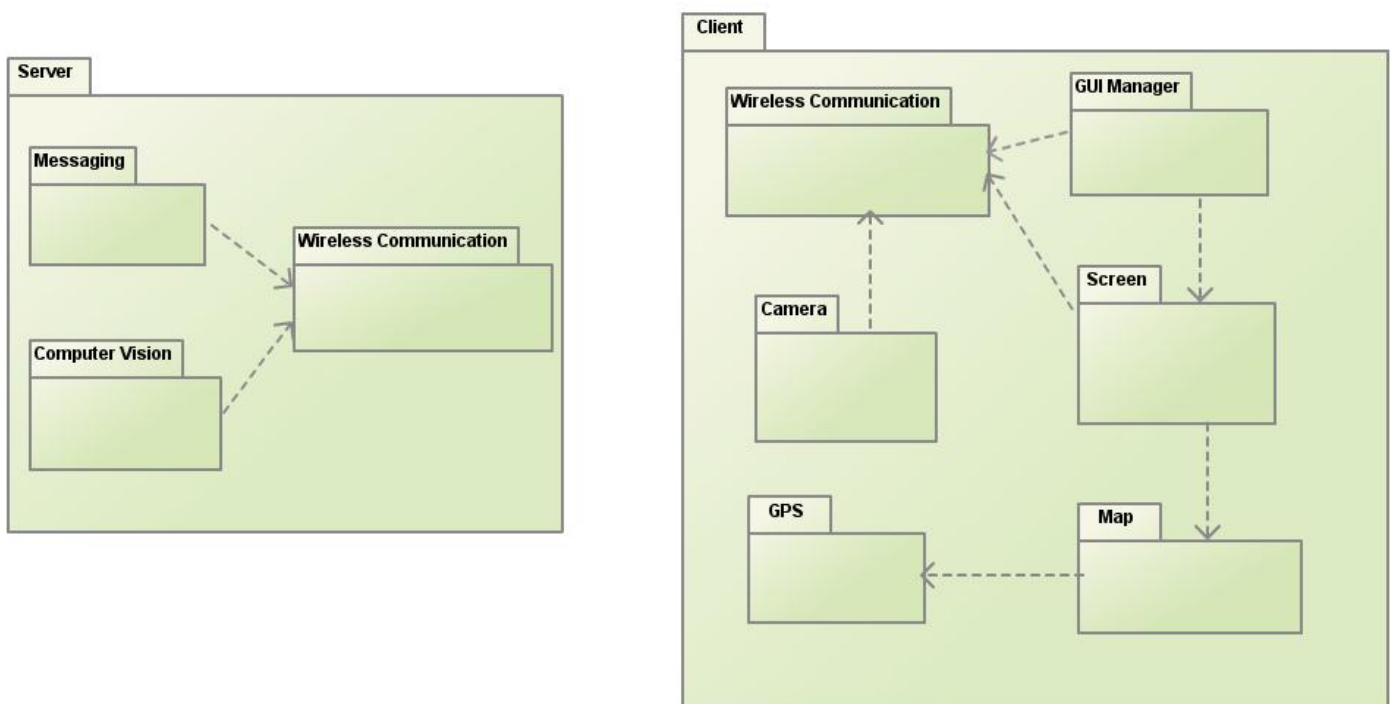 Server
Messaging
Wireless Communication
Computer Vision
Client
Wireless Communication
GUI Manager
Camera
Screen
GPS
Map